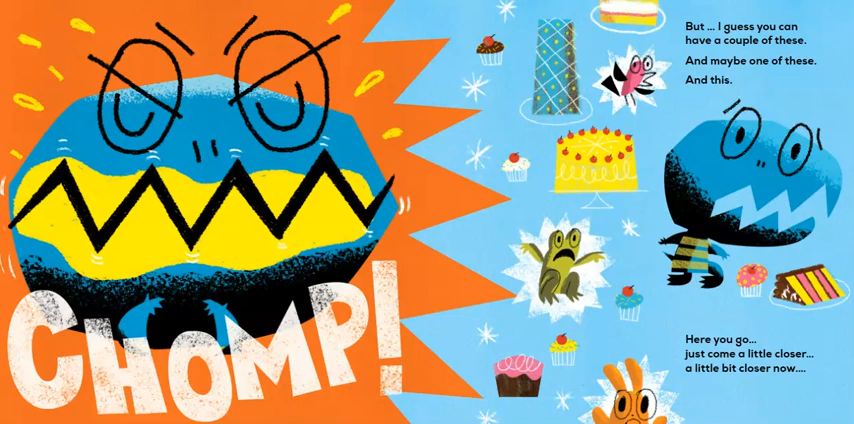 CHOMP!
But ... I guess you can
have a couple of these.
And maybe one of these.
And this.
Here you go...
just come a little closer...
a little bit closer now....